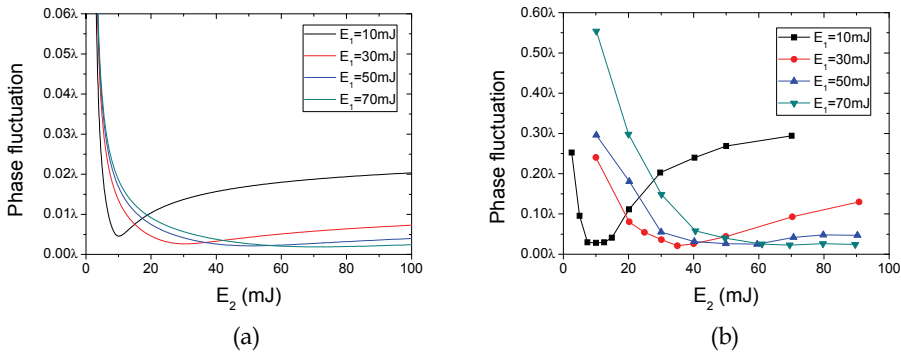 0.06λ
0.05λ
0.04λ
0.03λ
0.02λ
0.01λ
0.00λ
Phase fluctuation
E₁=10mJ
E₁=30mJ
E₁=50mJ
E₁=70mJ
0 20 40 60 80 100
E₂ (mJ)
(a)
0.60λ
0.50λ
0.40λ
0.30λ
0.20λ
0.10λ
0.00λ
Phase fluctuation
E₁=10mJ
E₁=30mJ
E₁=50mJ
E₁=70mJ
0 20 40 60 80 100
E₂ (mJ)
(b)